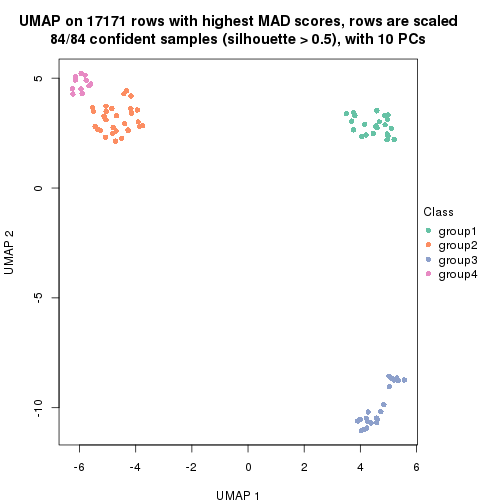 UMAP on 17171 rows with highest MAD scores, rows are scaled
84/84 confident samples (silhouette > 0.5), with 10 PCs
5
0
-5
-10
UMAP 2
-6 -4 -2 0 2 4 6
UMAP 1
Class
group1
group2
group3
group4